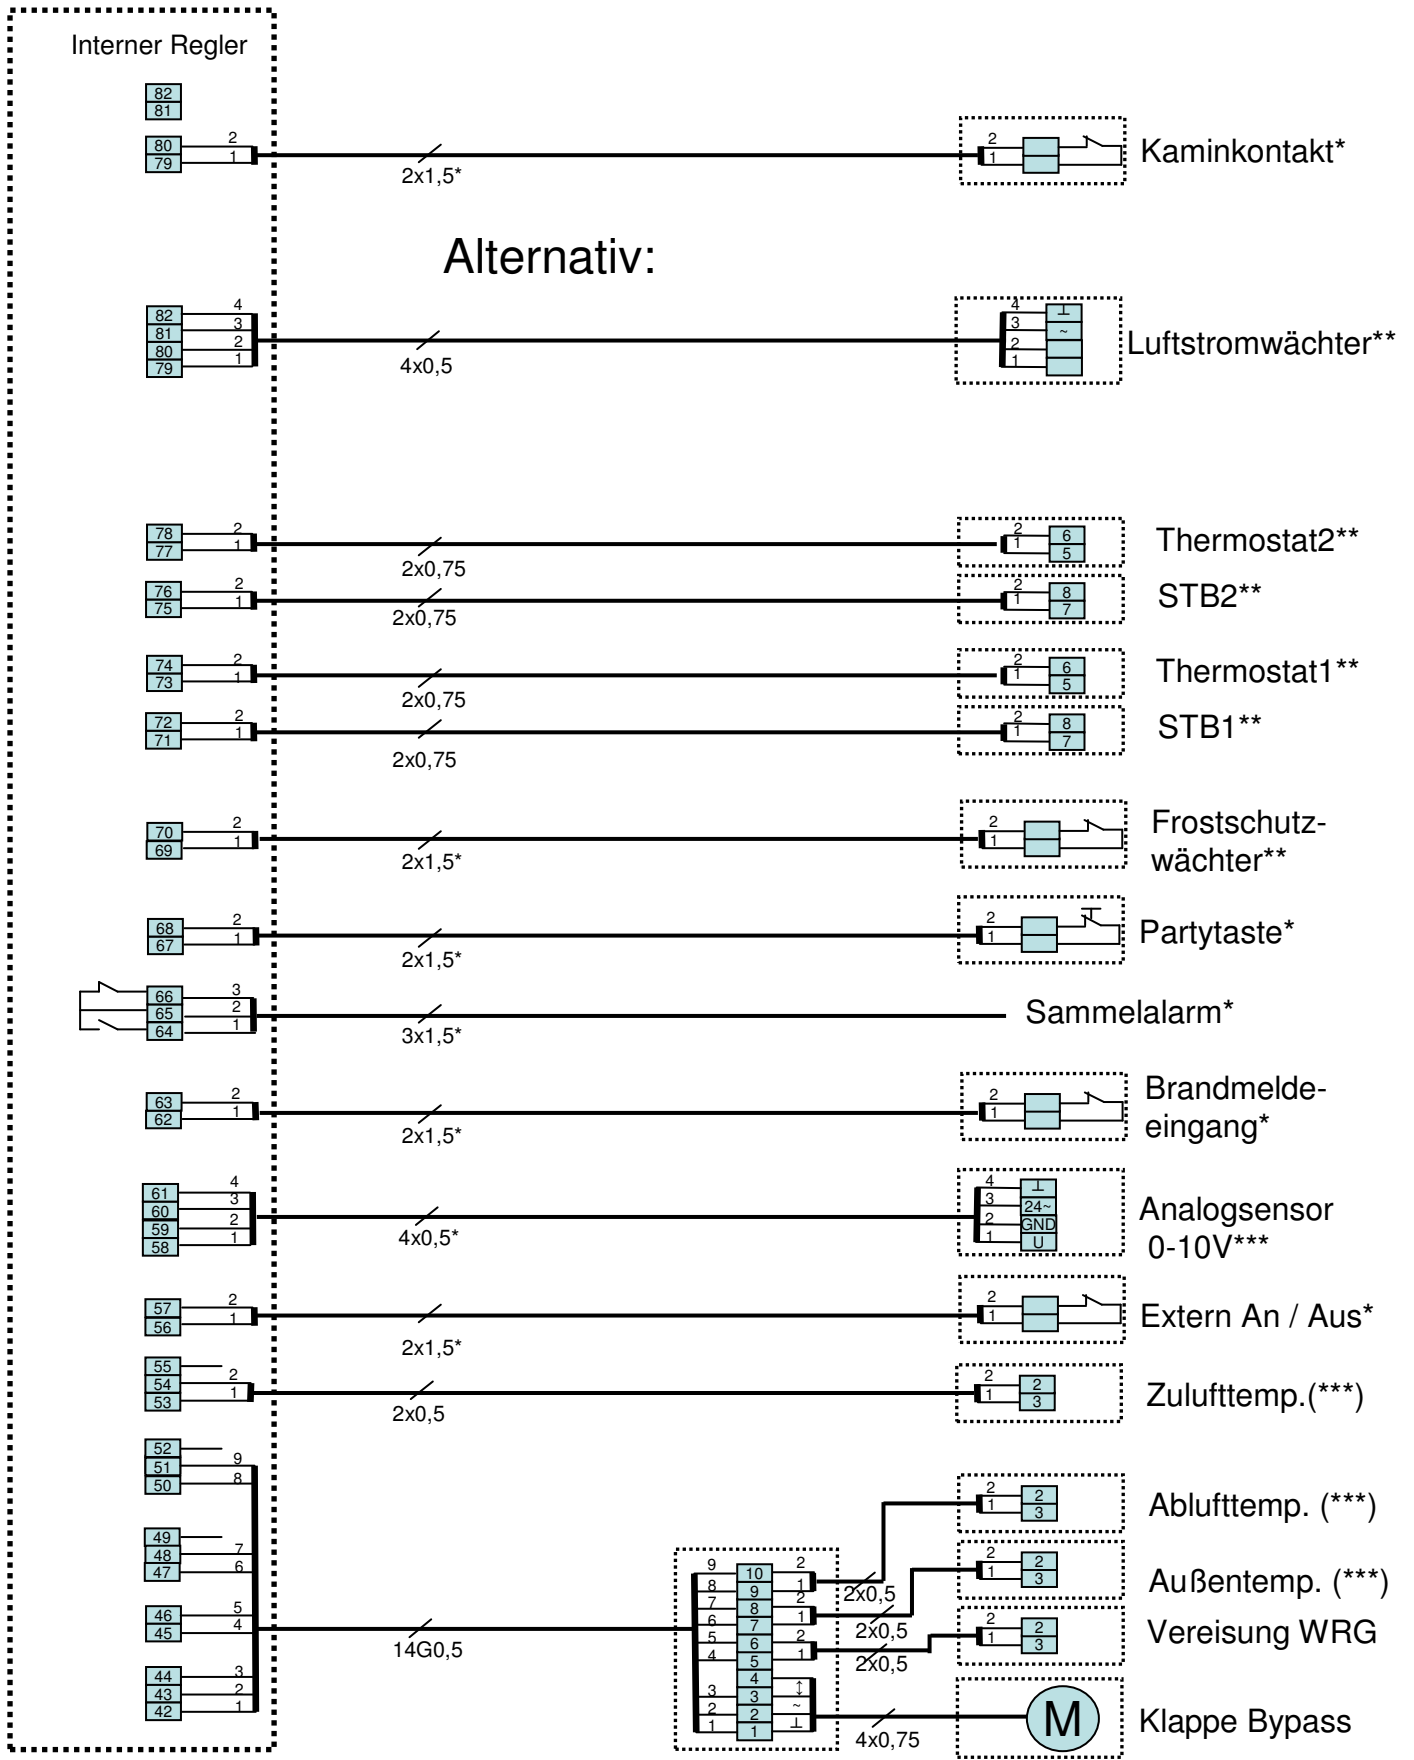 Interner Regler
82
81
80 2
79 1
2x1,5*
2
1
Kaminkontakt*
Alternativ:
82 4
81 3
80 2
79 1
4x0,5
4 ⊥
3 ~
2
1
Luftstromwächter**
78 2
77 1
2x0,75
2 6
1 5
Thermostat2**
76 2
75 1
2x0,75
2 8
1 7
STB2**
74 2
73 1
2x0,75
2 6
1 5
Thermostat1**
72 2
71 1
2x0,75
2 8
1 7
STB1**
70 2
69 1
2x1,5*
2
1
Frostschutz-
wächter**
68 2
67 1
2x1,5*
2
1
Partytaste*
66 3
65 2
64 1
3x1,5*
Sammelalarm*
63 2
62 1
2x1,5*
2
1
Brandmelde-
eingang*
61 4
60 3
59 2
58 1
4x0,5*
4 ⊥
3 24~
2 GND
1 U
Analogsensor
0-10V***
57 2
56 1
2x1,5*
2
1
Extern An / Aus*
55
54 2
53 1
2x0,5
2 2
1 3
Zulufttemp.(***)
52
51 9
50 8
49
48 7
47 6
46 5
45 4
44 3
43 2
42 1
14G0,5
9 10 2
8 9 1
7 8 2
6 7 1
5 6 2
4 5 1
4 ↕
3 3 ~
2 2 ⊥
1 1
2x0,5
2 2
1 3
Ablufttemp. (***)
2x0,5
2 2
1 3
Außentemp. (***)
2x0,5
2 2
1 3
Vereisung WRG
4x0,75
M
Klappe Bypass